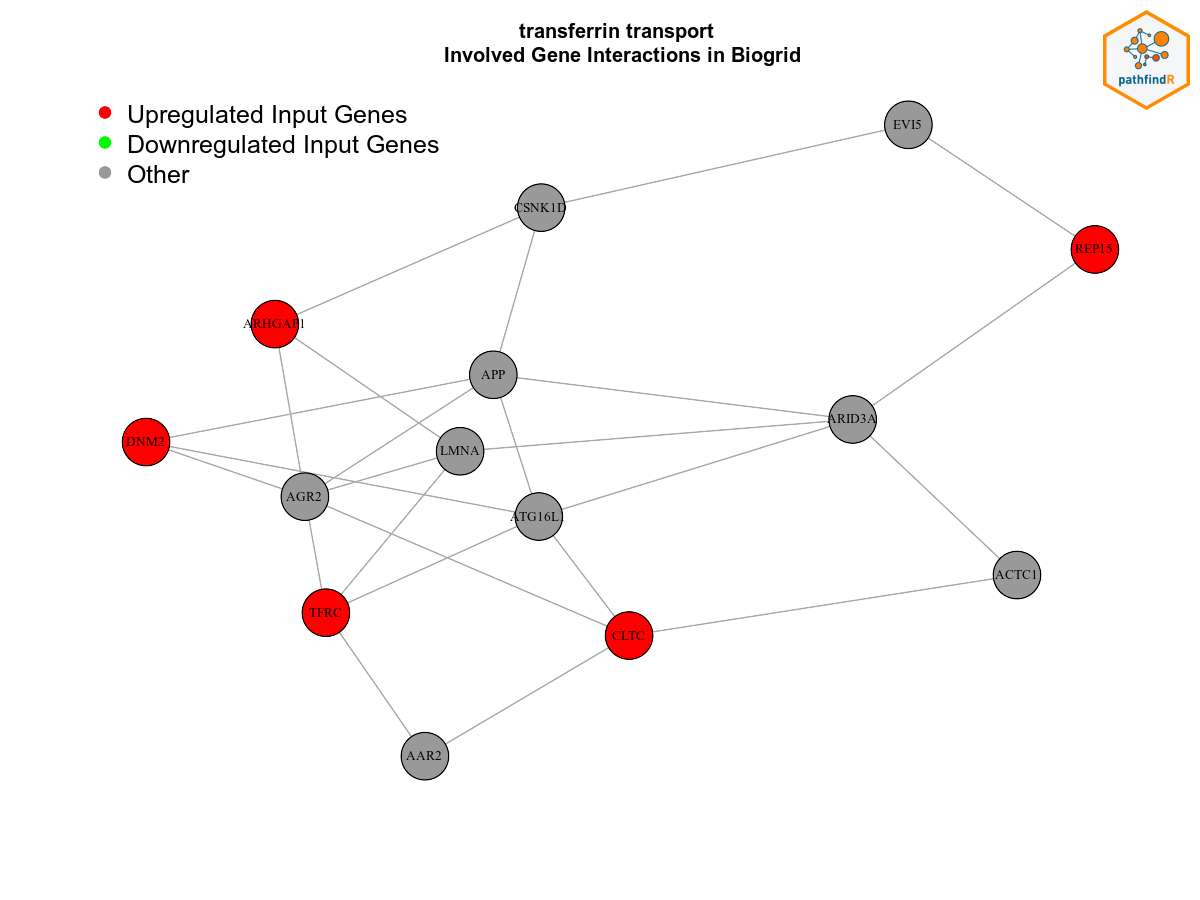 transferrin transport
Involved Gene Interactions in Biogrid
pathfindR
Upregulated Input Genes
Downregulated Input Genes
Other
EVI5
CSNK1D
REP15
ARHGAP1
APP
ARID3A
DNM2
LMNA
AGR2
ATG16L1
ACTC1
TFRC
CLTC
AAR2